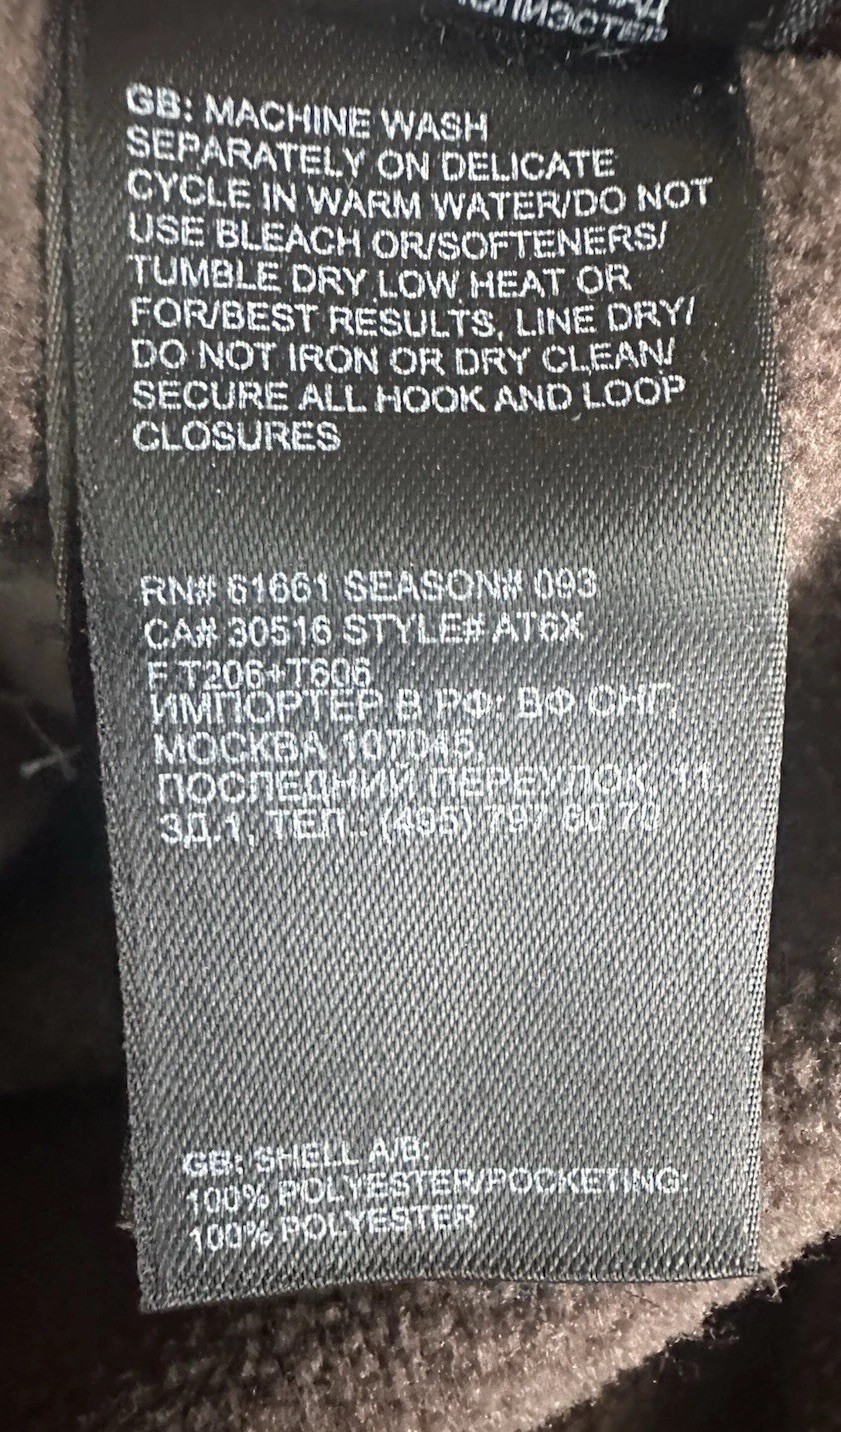 ПОЛИЭСТЕР
GB: MACHINE WASH
SEPARATELY ON DELICATE
CYCLE IN WARM WATER/DO NOT
USE BLEACH OR/SOFTENERS/
TUMBLE DRY LOW HEAT OR
FOR/BEST RESULTS, LINE DRY/
DO NOT IRON OR DRY CLEAN/
SECURE ALL HOOK AND LOOP
CLOSURES
RN# 61661 SEASON# 093
CA# 30516 STYLE# AT6X
F.T206+T606
ИМПОРТЕР В РФ: ВФ СНГ,
МОСКВА 107045,
ПОСЛЕДНИЙ ПЕРЕУЛОК, 11,
ЗД.1, ТЕЛ.: (495) 797 60 70
GB: SHELL A/B:
100% POLYESTER/POCKETING:
100% POLYESTER